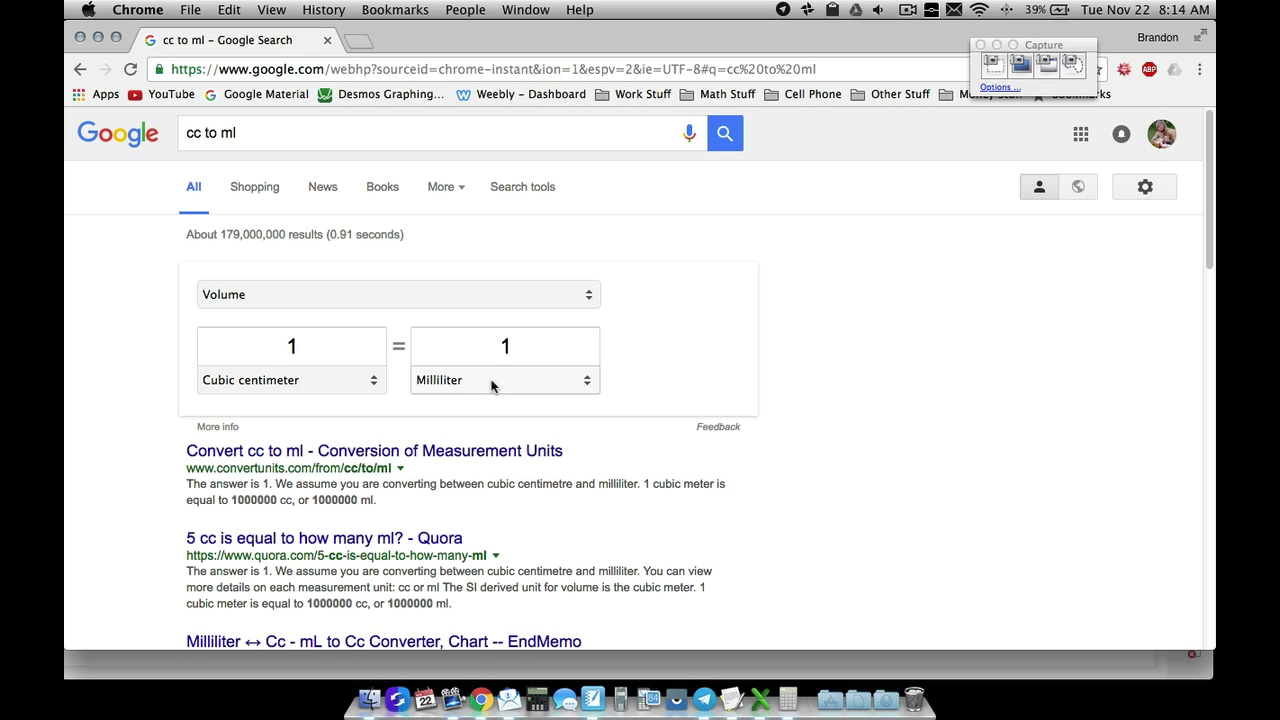 Chrome File Edit View History Bookmarks People Window Help 39% Tue Nov 22 8:14 AM
cc to ml - Google Search Brandon
Capture
https://www.google.com/webhp?sourceid=chrome-instant&ion=1&espv=2&ie=UTF-8#q=cc%20to%20ml ABP
Options ...
Apps YouTube Google Material Desmos Graphing... Weebly - Dashboard Work Stuff Math Stuff Cell Phone Other Stuff
Google cc to ml
All Shopping News Books More Search tools
About 179,000,000 results (0.91 seconds)
Volume
1 = 1
Cubic centimeter Milliliter
More info Feedback
Convert cc to ml - Conversion of Measurement Units
www.convertunits.com/from/cc/to/ml
The answer is 1. We assume you are converting between cubic centimetre and milliliter. 1 cubic meter is
equal to 1000000 cc, or 1000000 ml.
5 cc is equal to how many ml? - Quora
https://www.quora.com/5-cc-is-equal-to-how-many-ml
The answer is 1. We assume you are converting between cubic centimetre and milliliter. You can view
more details on each measurement unit: cc or ml The SI derived unit for volume is the cubic meter. 1
cubic meter is equal to 1000000 cc, or 1000000 ml.
Milliliter ↔ Cc - mL to Cc Converter, Chart -- EndMemo
22